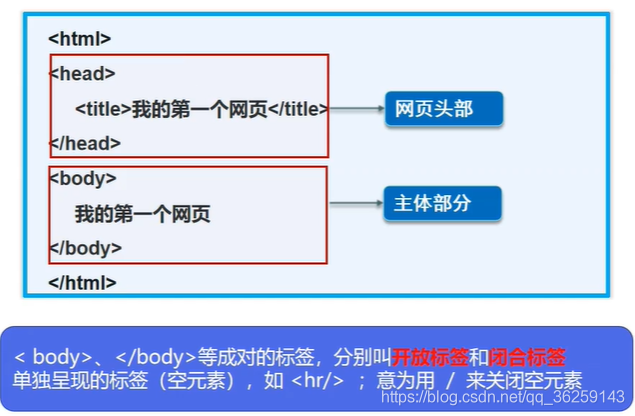 <html>
<head>
<title>我的第一个网页</title>
网页头部
</head>
<body>
我的第一个网页
主体部分
</body>
</html>
< body>、</body>等成对的标签，分别叫开放标签和闭合标签
单独呈现的标签（空元素），如 <hr/> ；意为用 / 来关闭空元素
https://blog.csdn.net/qq_36259143